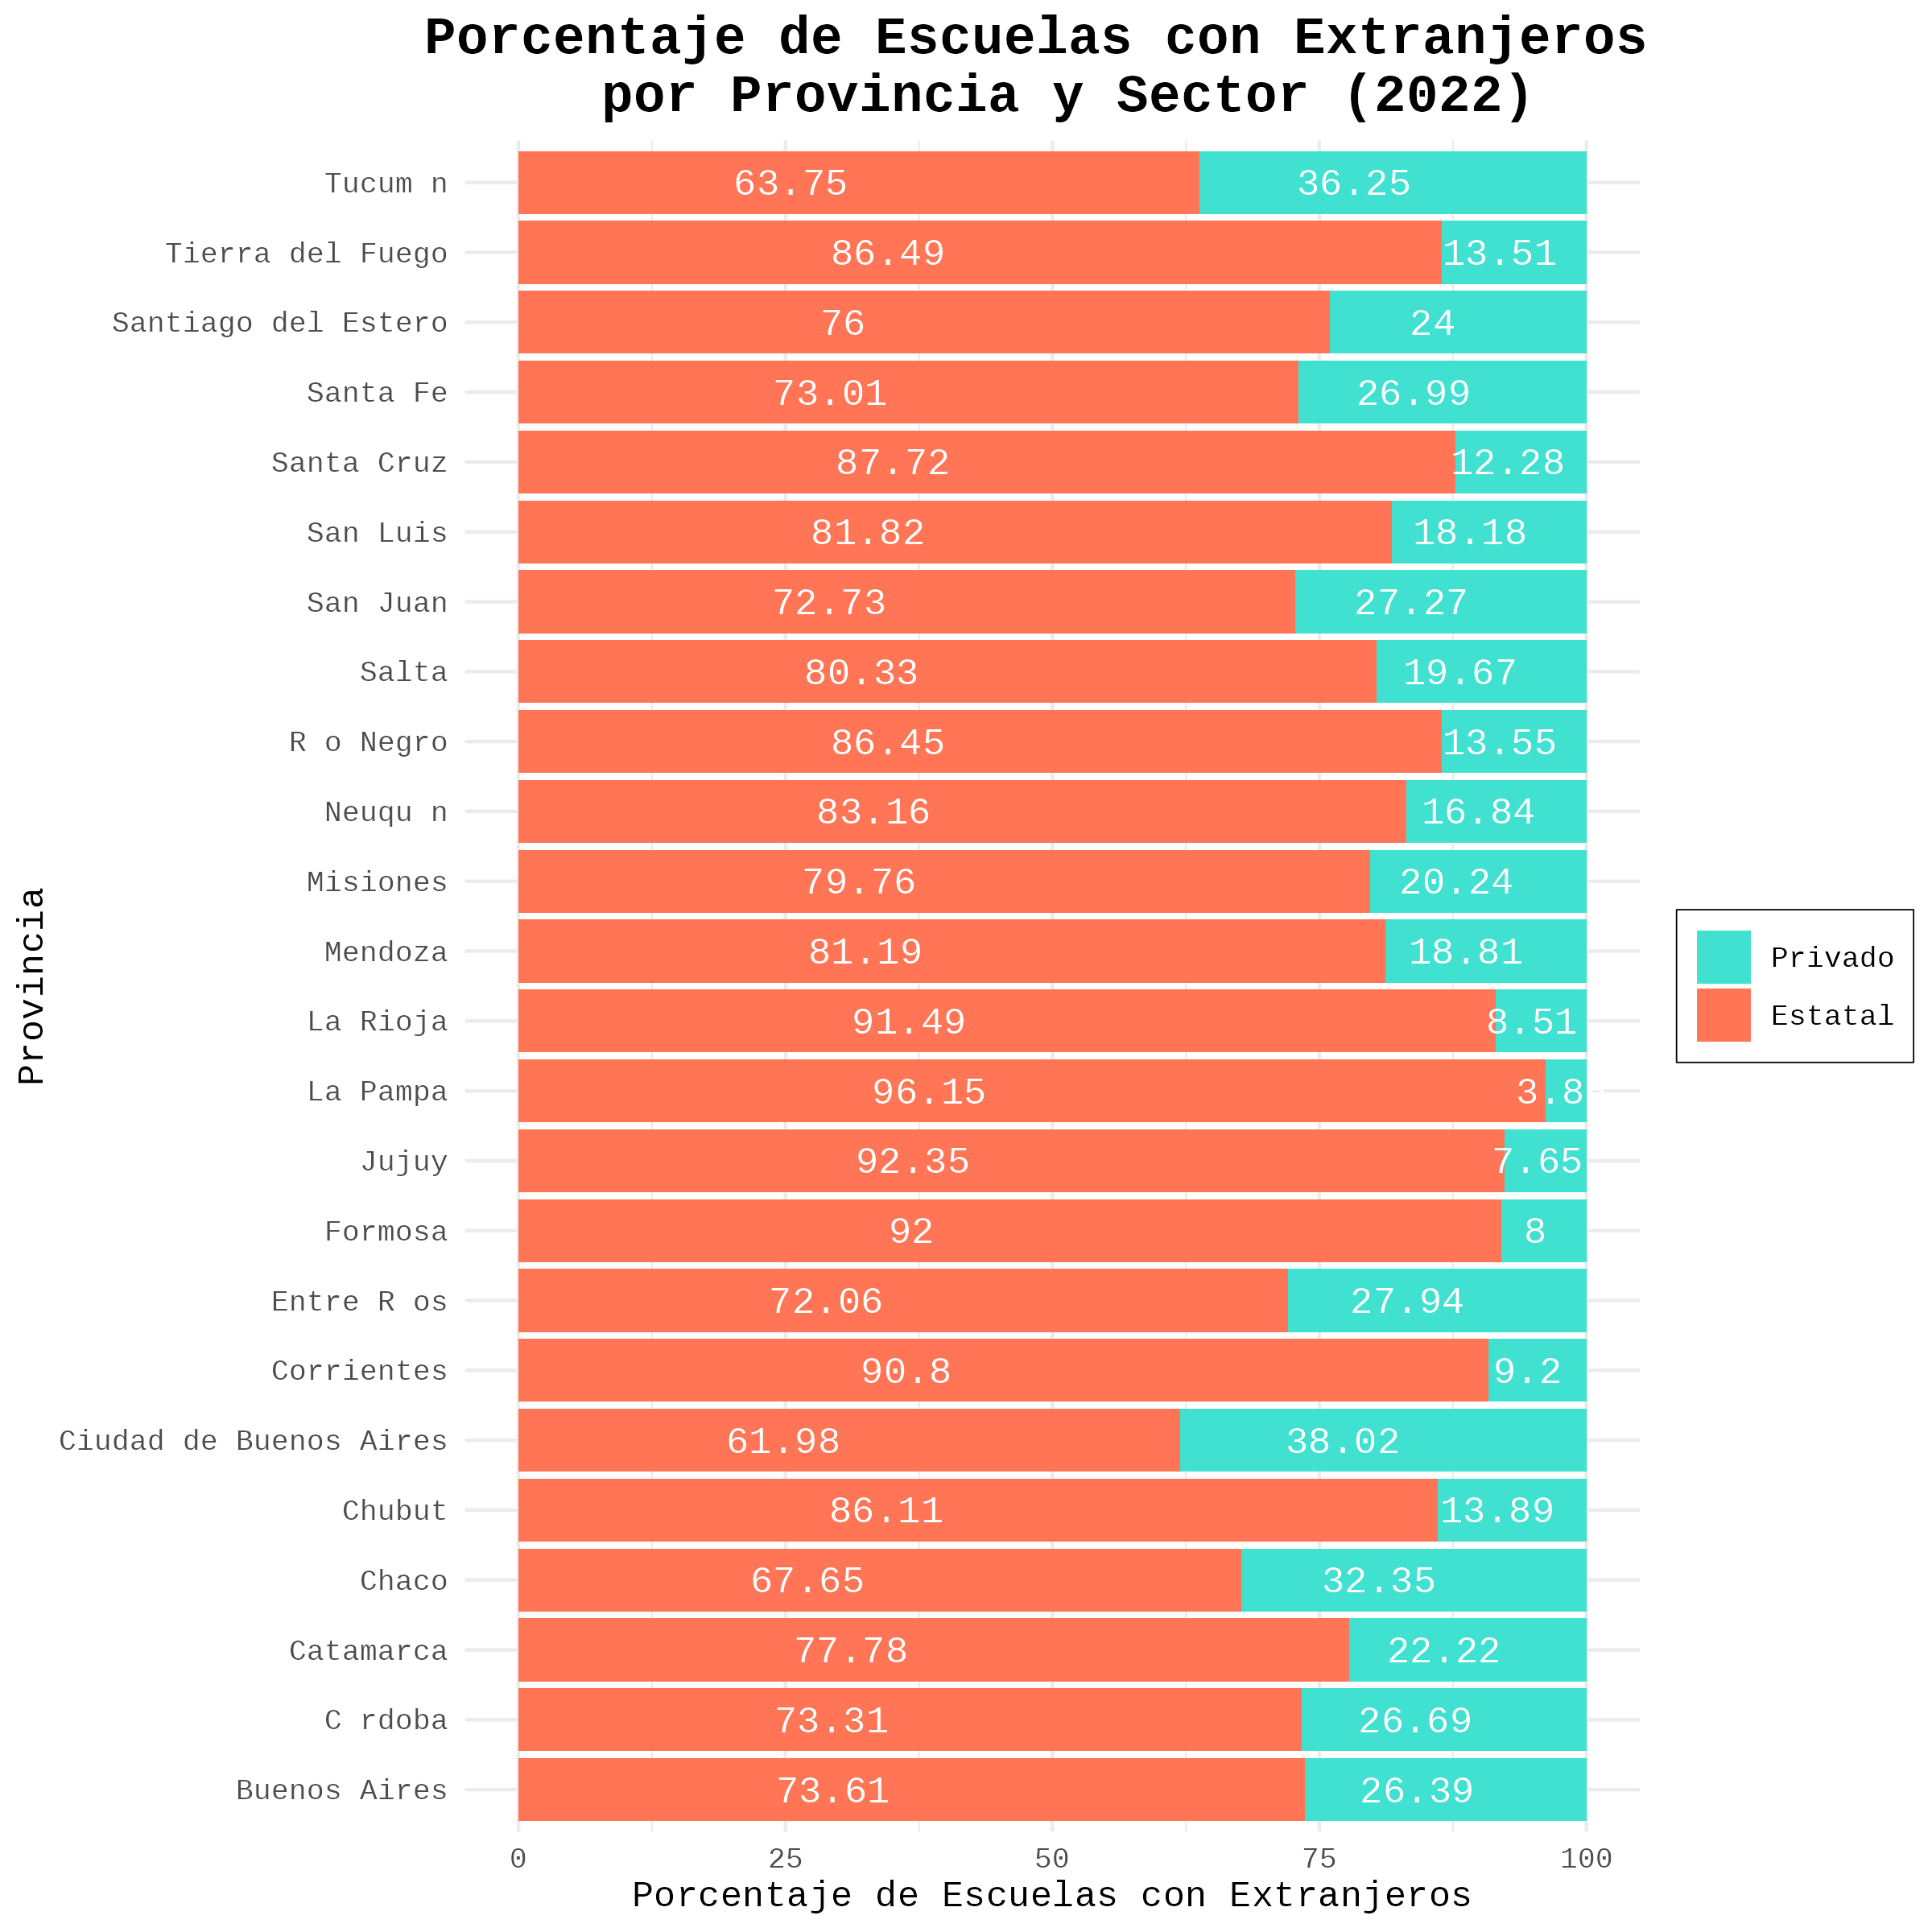 Porcentaje de Escuelas con Extranjeros
por Provincia y Sector (2022)
Tucum n 63.75 36.25
Tierra del Fuego 86.49 13.51
Santiago del Estero 76 24
Santa Fe 73.01 26.99
Santa Cruz 87.72 12.28
San Luis 81.82 18.18
San Juan 72.73 27.27
Salta 80.33 19.67
R o Negro 86.45 13.55
Neuqu n 83.16 16.84
Misiones 79.76 20.24
Mendoza 81.19 18.81
La Rioja 91.49 8.51
La Pampa 96.15 3.8
Jujuy 92.35 7.65
Formosa 92 8
Entre R os 72.06 27.94
Corrientes 90.8 9.2
Ciudad de Buenos Aires 61.98 38.02
Chubut 86.11 13.89
Chaco 67.65 32.35
Catamarca 77.78 22.22
C rdoba 73.31 26.69
Buenos Aires 73.61 26.39
0 25 50 75 100
Porcentaje de Escuelas con Extranjeros
Provincia
Privado
Estatal